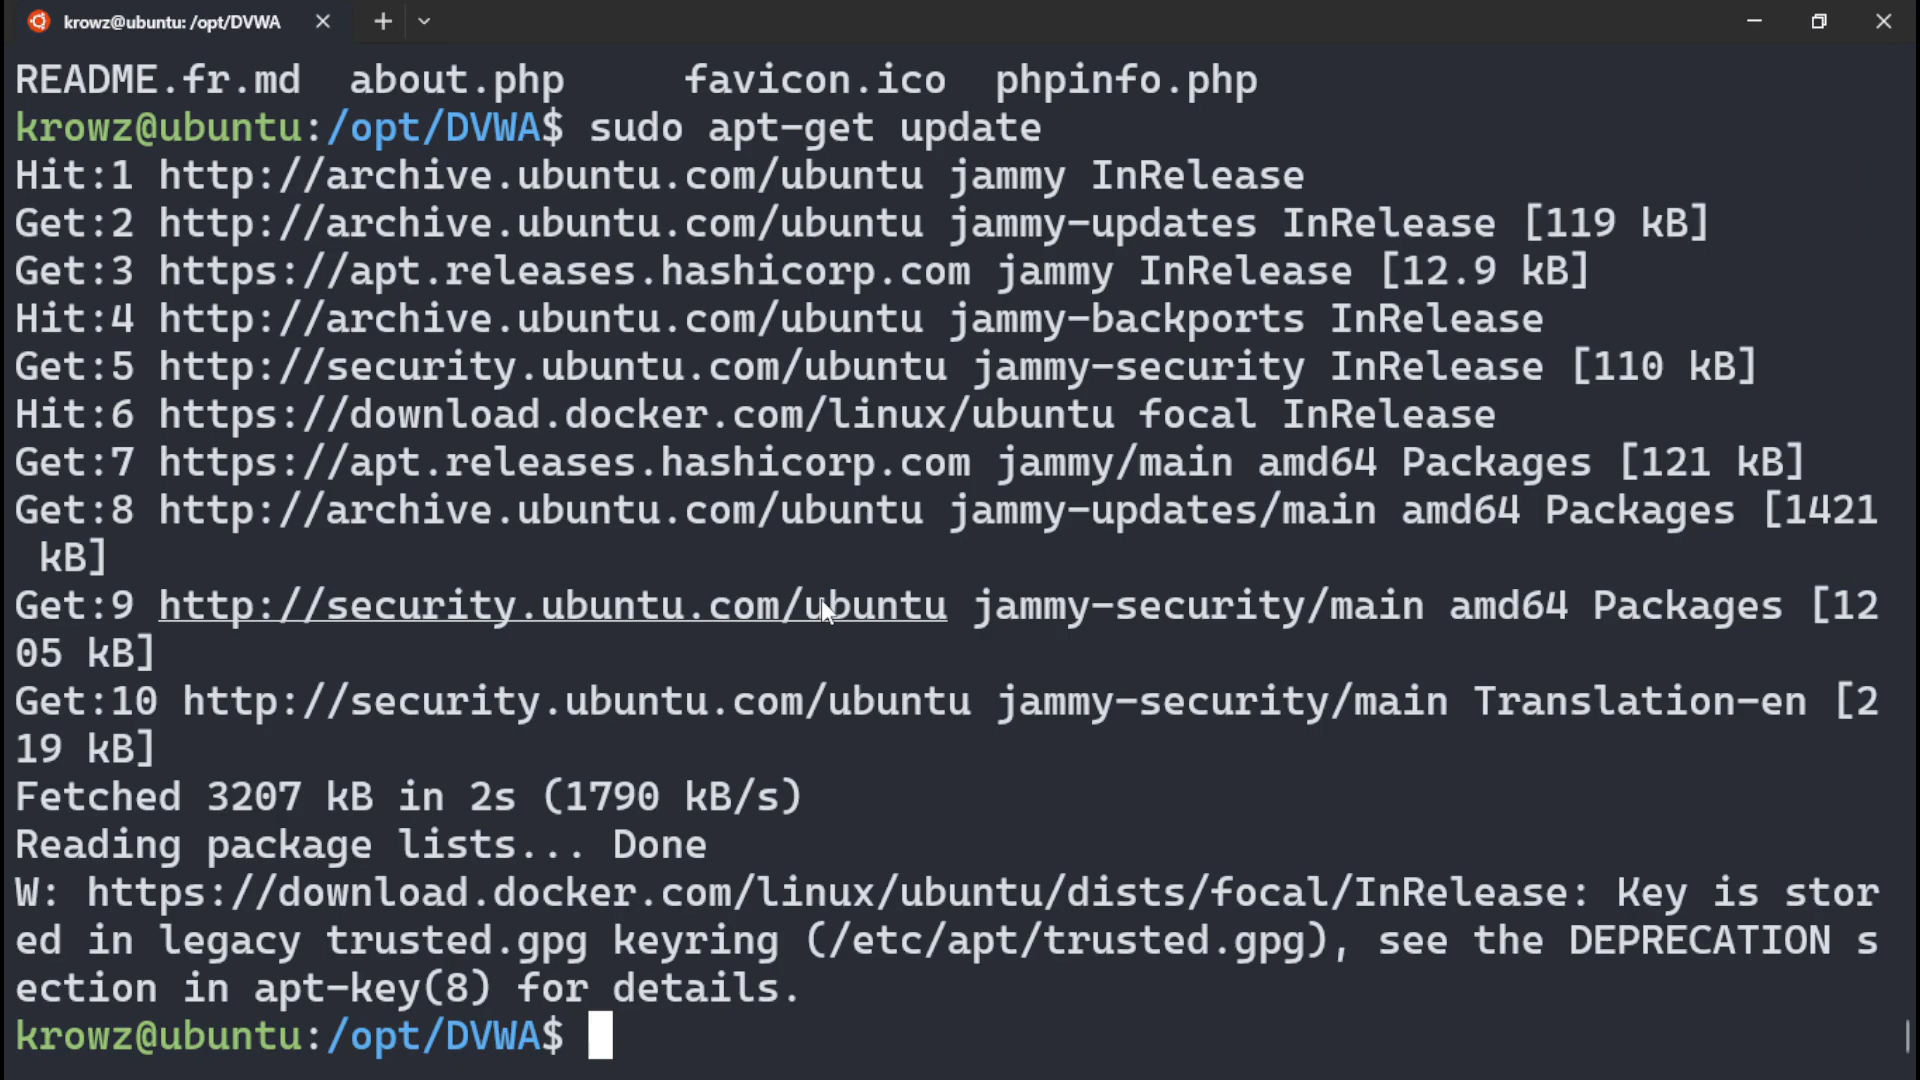 krowz@ubuntu: /opt/DVWA
README.fr.md  about.php     favicon.ico  phpinfo.php
krowz@ubuntu:/opt/DVWA$ sudo apt-get update
Hit:1 http://archive.ubuntu.com/ubuntu jammy InRelease
Get:2 http://archive.ubuntu.com/ubuntu jammy-updates InRelease [119 kB]
Get:3 https://apt.releases.hashicorp.com jammy InRelease [12.9 kB]
Hit:4 http://archive.ubuntu.com/ubuntu jammy-backports InRelease
Get:5 http://security.ubuntu.com/ubuntu jammy-security InRelease [110 kB]
Hit:6 https://download.docker.com/linux/ubuntu focal InRelease
Get:7 https://apt.releases.hashicorp.com jammy/main amd64 Packages [121 kB]
Get:8 http://archive.ubuntu.com/ubuntu jammy-updates/main amd64 Packages [1421
 kB]
Get:9 http://security.ubuntu.com/ubuntu jammy-security/main amd64 Packages [12
05 kB]
Get:10 http://security.ubuntu.com/ubuntu jammy-security/main Translation-en [2
19 kB]
Fetched 3207 kB in 2s (1790 kB/s)
Reading package lists... Done
W: https://download.docker.com/linux/ubuntu/dists/focal/InRelease: Key is stor
ed in legacy trusted.gpg keyring (/etc/apt/trusted.gpg), see the DEPRECATION s
ection in apt-key(8) for details.
krowz@ubuntu:/opt/DVWA$